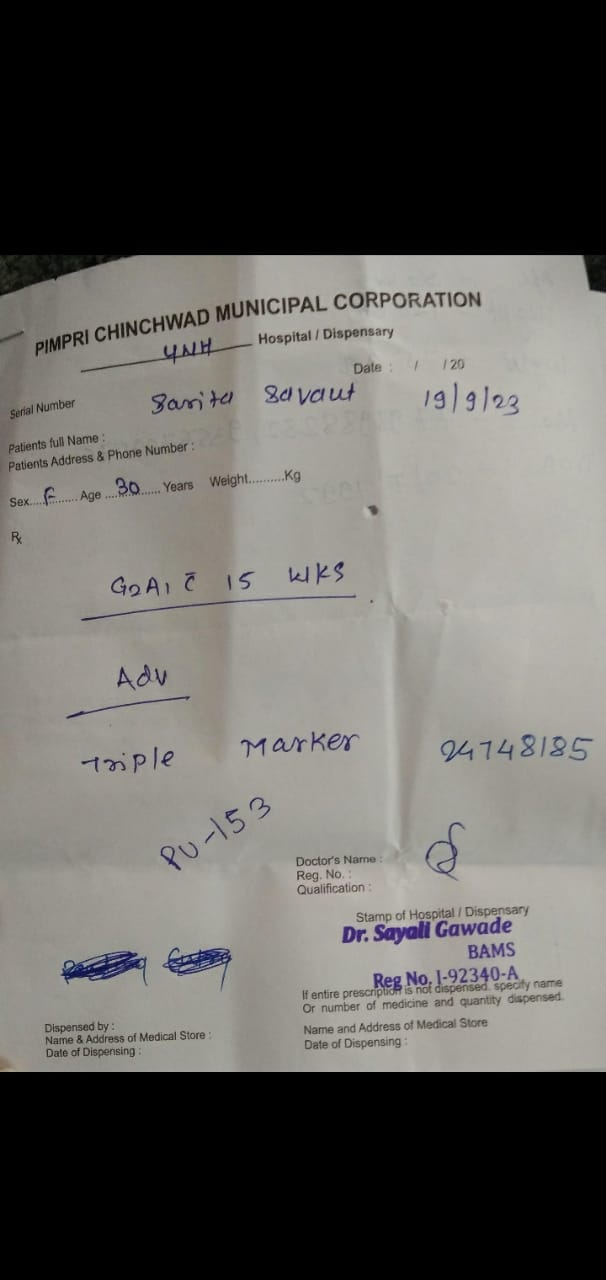 PIMPRI CHINCHWAD MUNICIPAL CORPORATION
YNH Hospital / Dispensary
Date : / / 20
Serial Number
Sarita Savaut 19/9/23
Patients full Name :
Patients Address & Phone Number :
Sex.....F........ Age ....30...... Years Weight..........Kg
℞
G2A1 c̄ 15 WKS
Adv
Triple Marker 24748185
PU-153
Doctor's Name :
Reg. No. :
Qualification :
Stamp of Hospital / Dispensary
Dr. Sayali Gawade
BAMS
Reg No. I-92340-A
If entire prescription is not dispensed. specify name
Or number of medicine and quantity dispensed.
Dispensed by :
Name & Address of Medical Store :
Date of Dispensing :
Name and Address of Medical Store
Date of Dispensing :